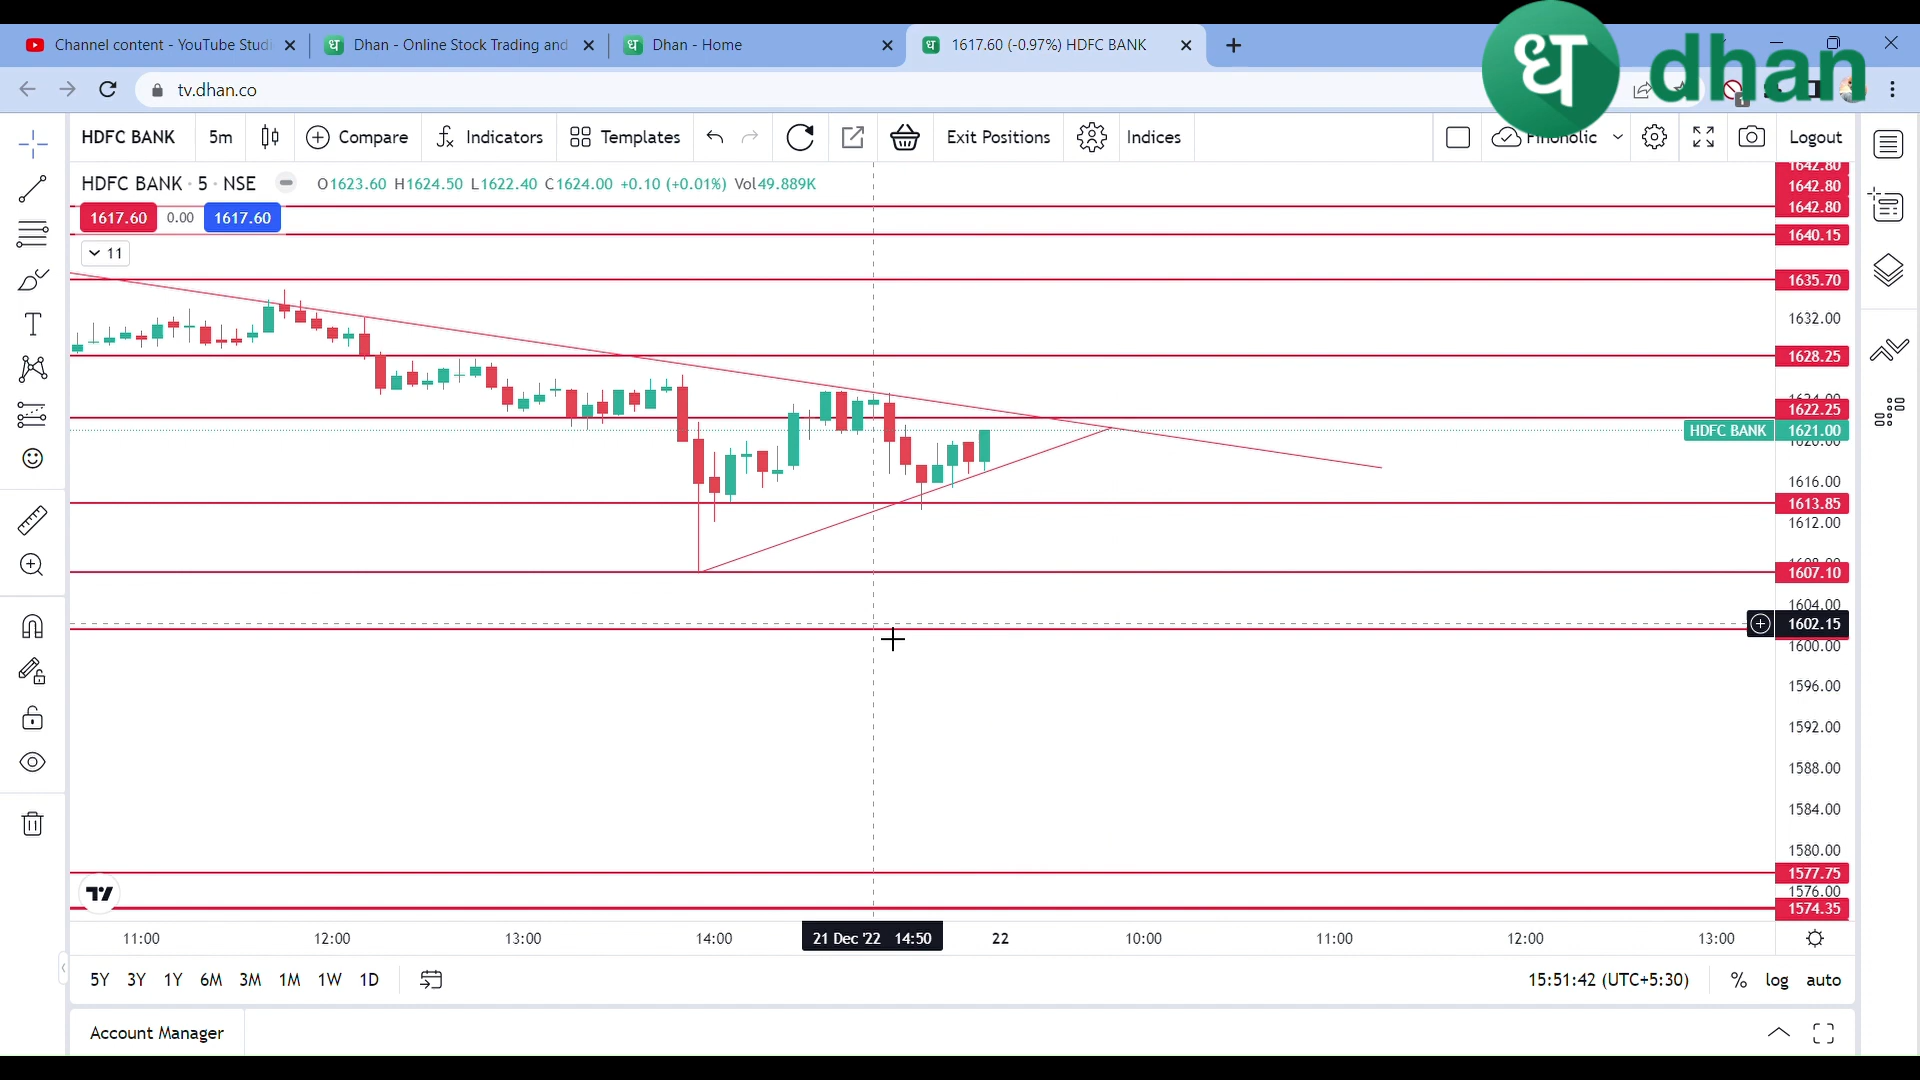 Channel content - YouTube Studi
Dhan - Online Stock Trading and
Dhan - Home
1617.60 (-0.97%) HDFC BANK
tv.dhan.co
ध dhan
HDFC BANK 5m Compare Indicators Templates Exit Positions Indices Logout
HDFC BANK · 5 · NSE O1623.60 H1624.50 L1622.40 C1624.00 +0.10 (+0.01%) Vol49.889K
1617.60 0.00 1617.60
11
1642.80
1642.80
1642.80
1640.15
1635.70
1632.00
1628.25
1622.25
HDFC BANK 1621.00
1616.00
1613.85
1612.00
1607.10
1604.00
1602.15
1600.00
1596.00
1592.00
1588.00
1584.00
1580.00
1577.75
1576.00
1574.35
11:00 12:00 13:00 14:00 21 Dec '22 14:50 22 10:00 11:00 12:00 13:00
5Y 3Y 1Y 6M 3M 1M 1W 1D 15:51:42 (UTC+5:30) % log auto
Account Manager